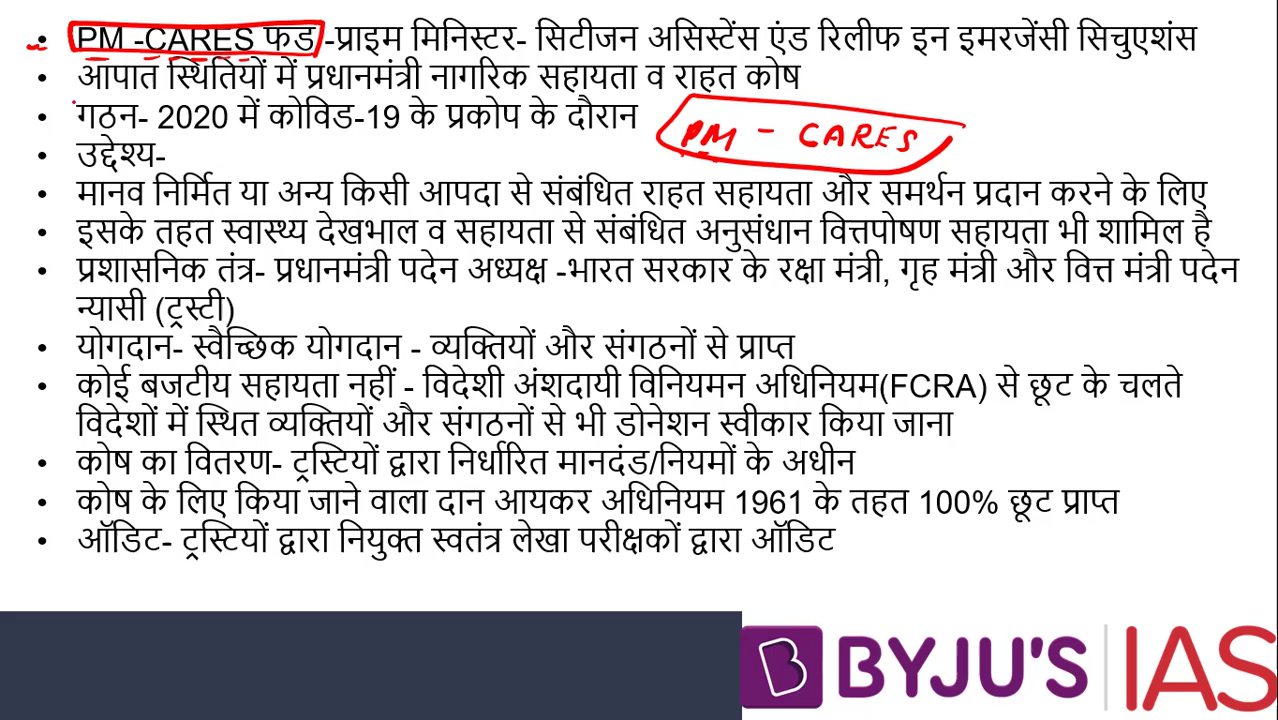 • PM -CARES फंड -प्राइम मिनिस्टर- सिटीजन असिस्टेंस एंड रिलीफ इन इमरजेंसी सिचुएशंस
• आपात स्थितियों में प्रधानमंत्री नागरिक सहायता व राहत कोष
• गठन- 2020 में कोविड-19 के प्रकोप के दौरान
PM - CARES
• उद्देश्य-
• मानव निर्मित या अन्य किसी आपदा से संबंधित राहत सहायता और समर्थन प्रदान करने के लिए
• इसके तहत स्वास्थ्य देखभाल व सहायता से संबंधित अनुसंधान वित्तपोषण सहायता भी शामिल है
• प्रशासनिक तंत्र- प्रधानमंत्री पदेन अध्यक्ष -भारत सरकार के रक्षा मंत्री, गृह मंत्री और वित्त मंत्री पदेन
न्यासी (ट्रस्टी)
• योगदान- स्वैच्छिक योगदान - व्यक्तियों और संगठनों से प्राप्त
• कोई बजटीय सहायता नहीं - विदेशी अंशदायी विनियमन अधिनियम(FCRA) से छूट के चलते
विदेशों में स्थित व्यक्तियों और संगठनों से भी डोनेशन स्वीकार किया जाना
• कोष का वितरण- ट्रस्टियों द्वारा निर्धारित मानदंड/नियमों के अधीन
• कोष के लिए किया जाने वाला दान आयकर अधिनियम 1961 के तहत 100% छूट प्राप्त
• ऑडिट- ट्रस्टियों द्वारा नियुक्त स्वतंत्र लेखा परीक्षकों द्वारा ऑडिट
B BYJU'S IAS